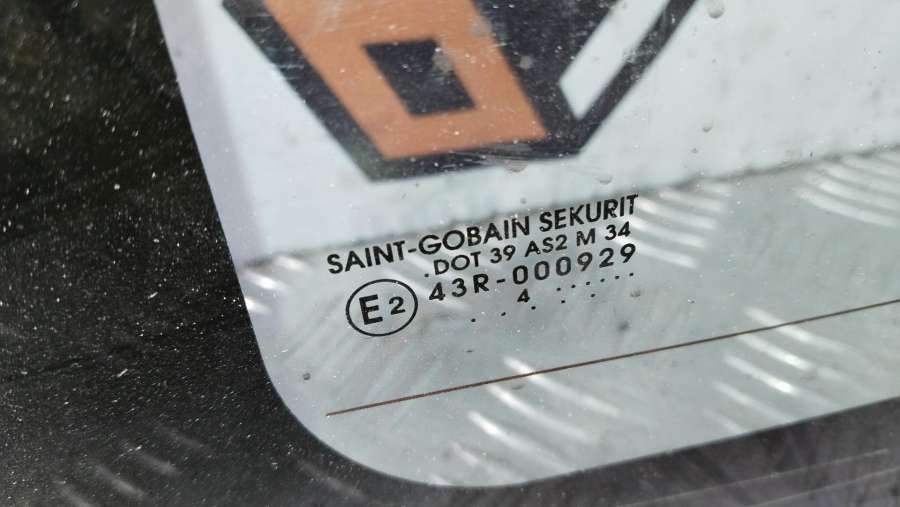 SAINT-GOBAIN SEKURIT
.DOT 39 AS2 M 34
E2 43R-000929
. . 4 . . . . . . .